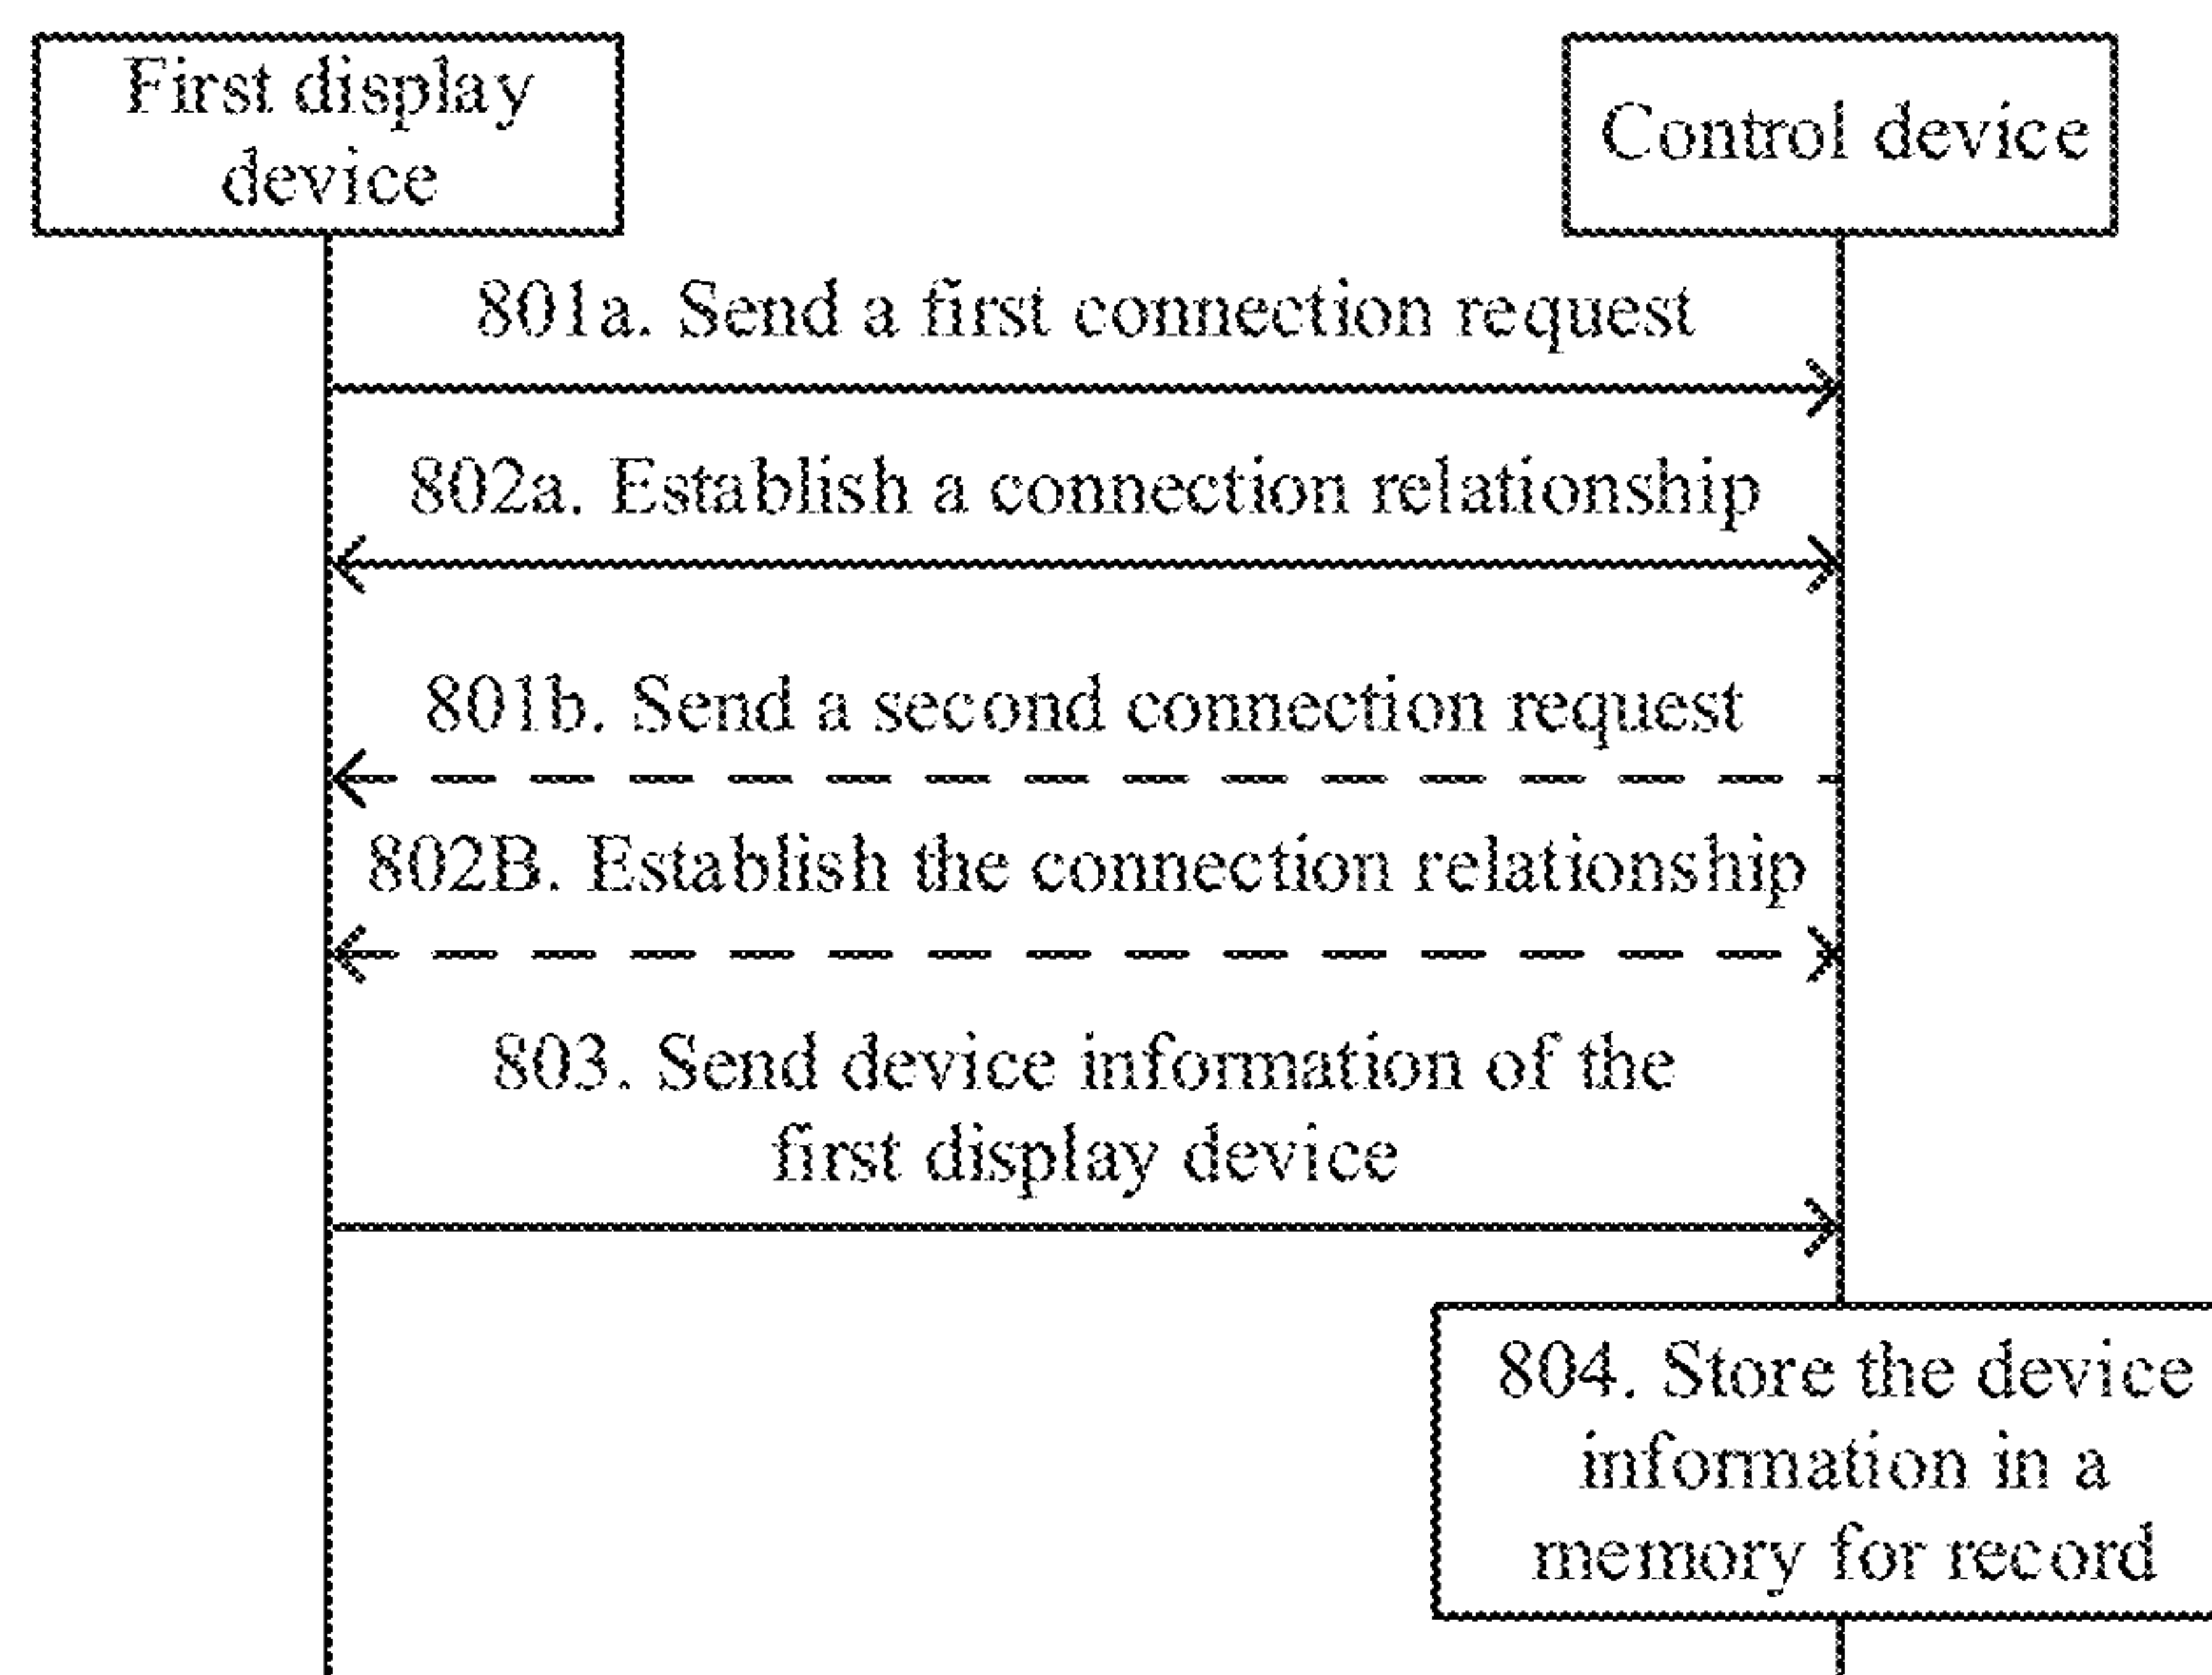 First display
device
Control device
801a. Send a first connection request
802a. Establish a connection relationship
801b. Send a second connection request
802B. Establish the connection relationship
803. Send device information of the
first display device
804. Store the device
information in a
memory for record